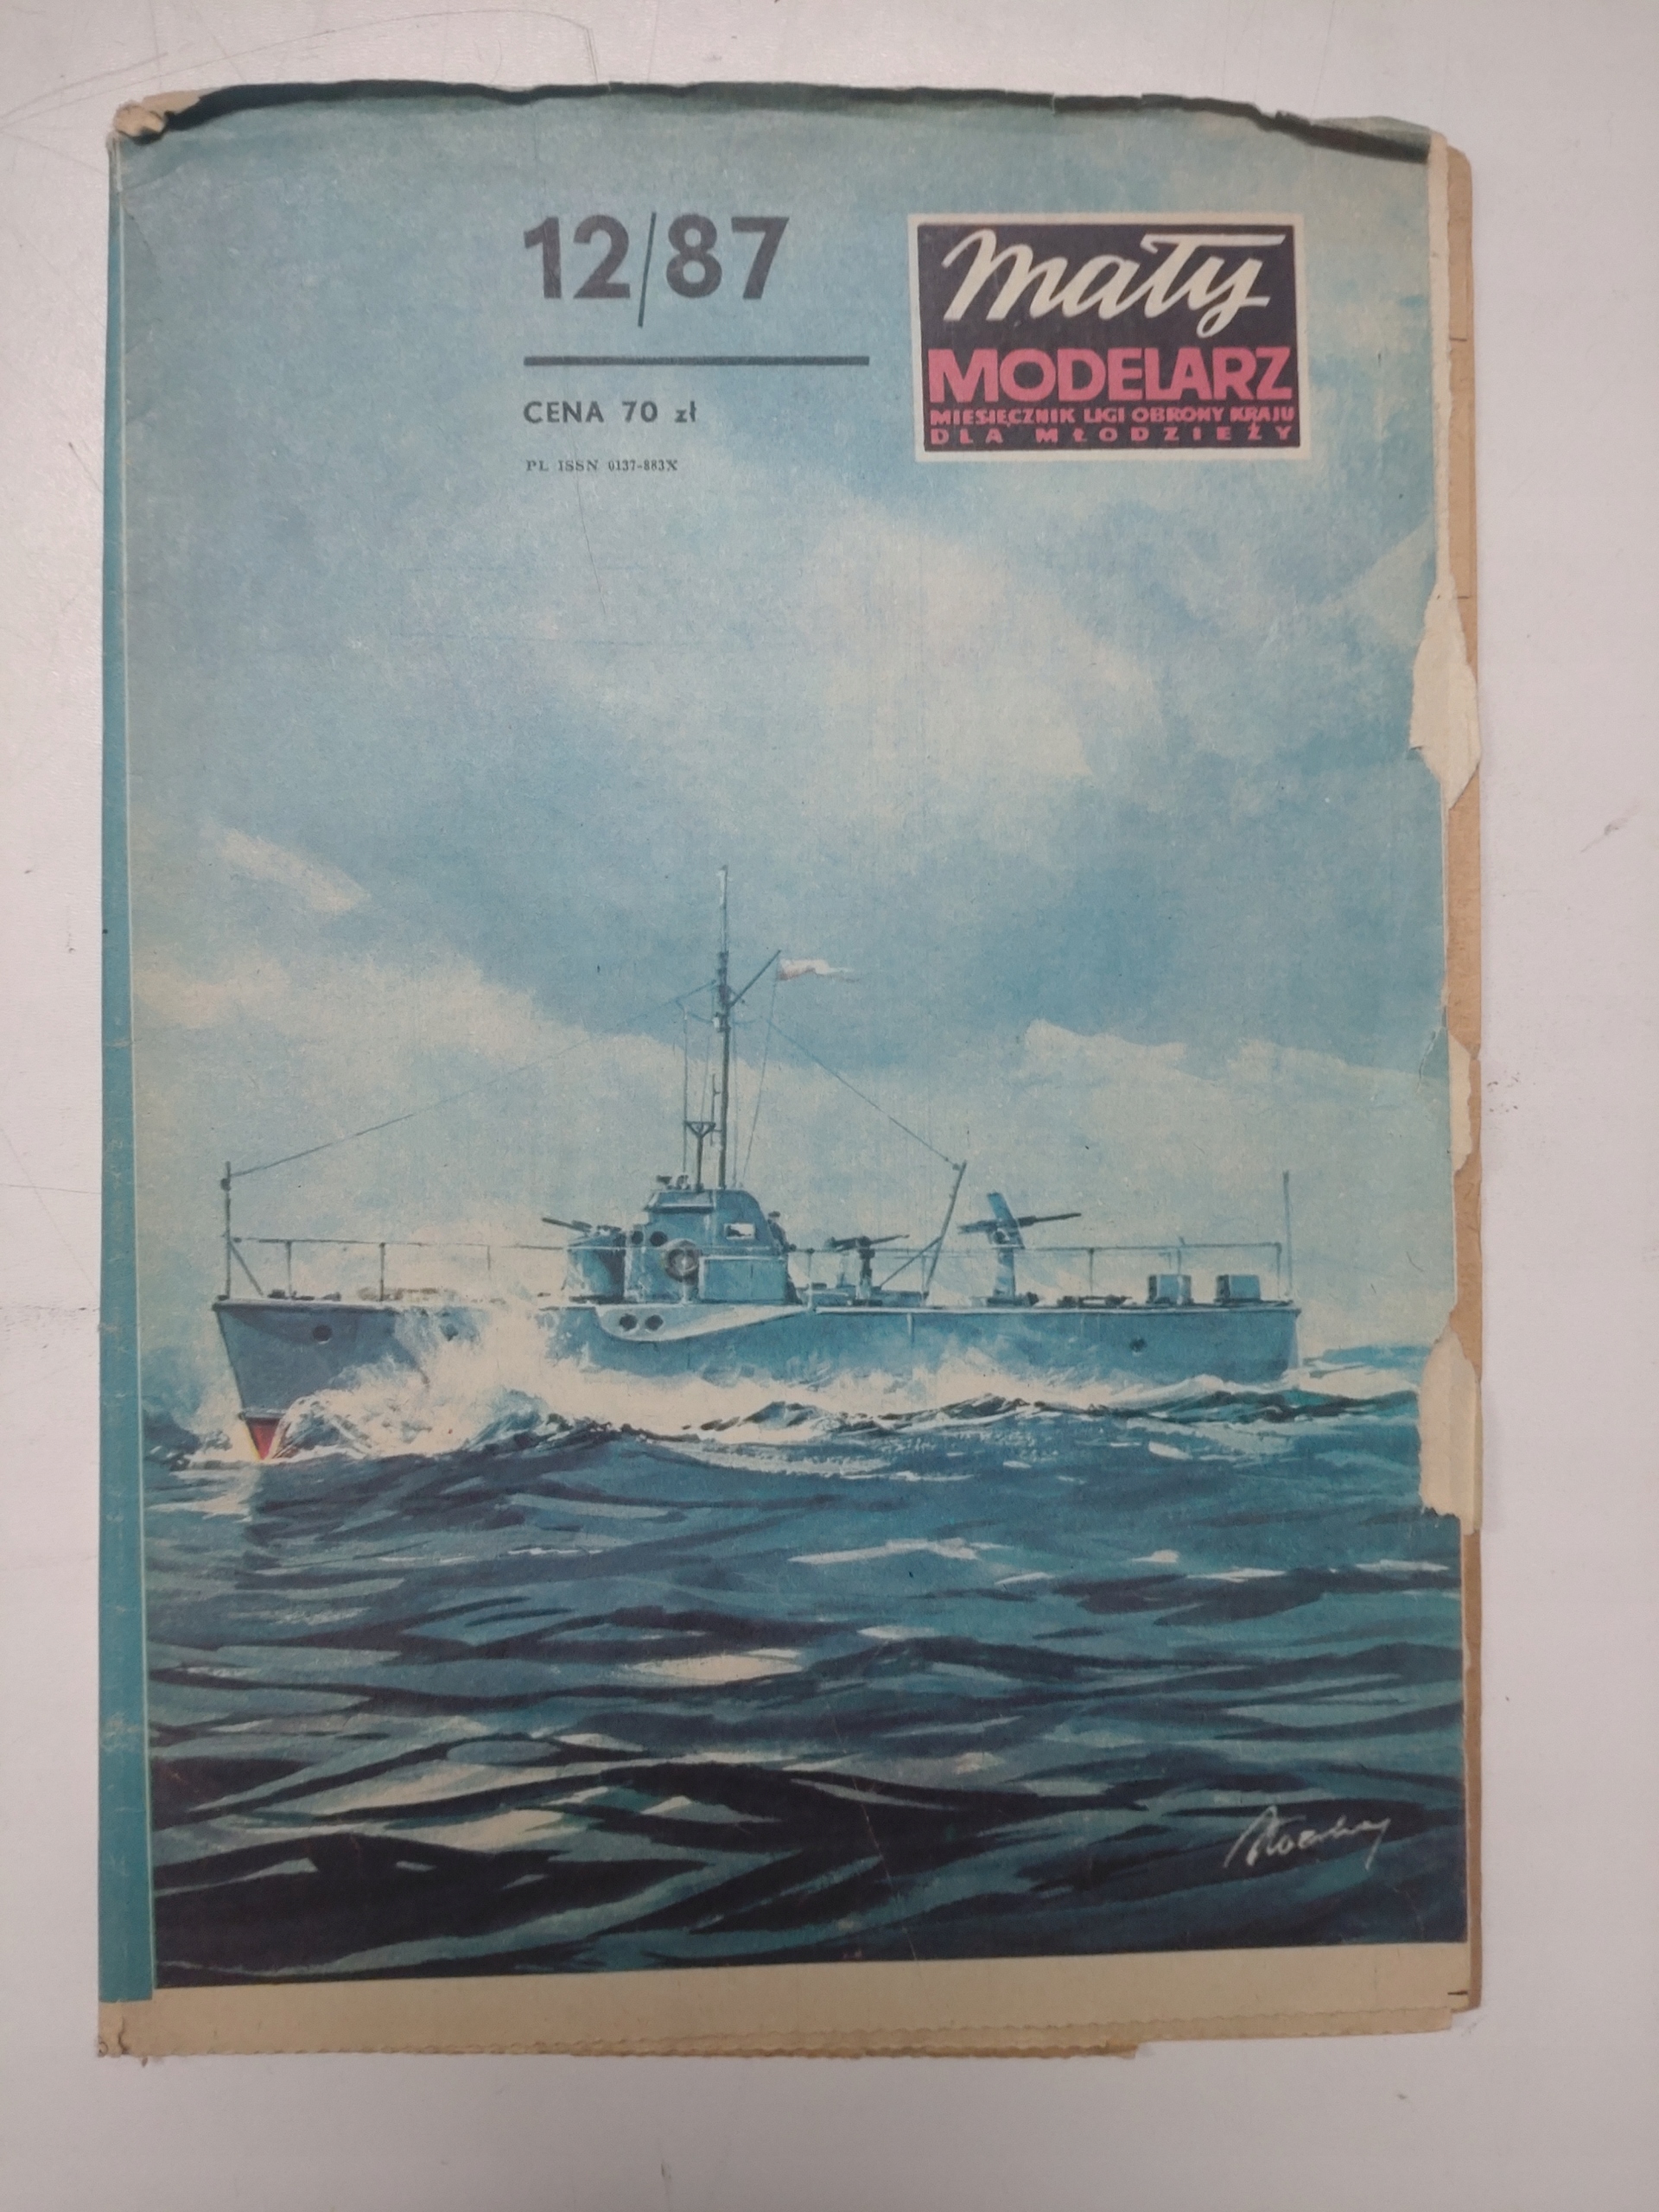 12/87
CENA 70 zł
PL ISSN 0137-883X
Mały
MODELARZ
MIESIĘCZNIK LIGI OBRONY KRAJU
DLA MŁODZIEŻY